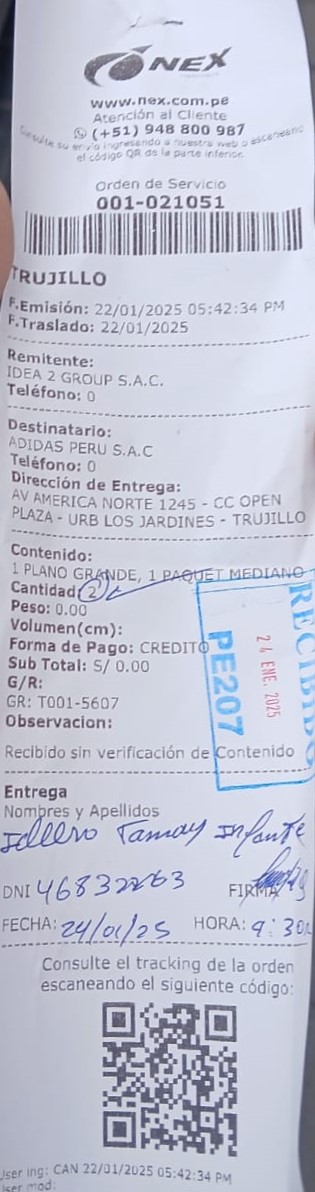 NEX
www.nex.com.pe
Atención al Cliente
(+51) 948 800 987
Consulte su envío ingresando a nuestra web o escaneando
el código QR de la parte inferior.
Orden de Servicio
001-021051
TRUJILLO
F.Emisión: 22/01/2025 05:42:34 PM
F.Traslado: 22/01/2025
Remitente:
IDEA 2 GROUP S.A.C.
Teléfono: 0
Destinatario:
ADIDAS PERU S.A.C
Teléfono: 0
Dirección de Entrega:
AV AMERICA NORTE 1245 - CC OPEN
PLAZA - URB LOS JARDINES - TRUJILLO
Contenido:
1 PLANO GRANDE, 1 PAQUET MEDIANO
Cantidad: 2
Peso: 0.00
Volumen(cm):
Forma de Pago: CREDITO
Sub Total: S/ 0.00
G/R:
GR: T001-5607
Observacion:
RECIBIDO
24 ENE. 2025
PE207
Recibido sin verificación de Contenido
Entrega
Nombres y Apellidos
Tamay Infante
DNI 46832263
FIRMA
FECHA: 24/01/25 HORA: 9:30
Consulte el tracking de la orden
escaneando el siguiente código:
User ing: CAN 22/01/2025 05:42:34 PM
User mod: